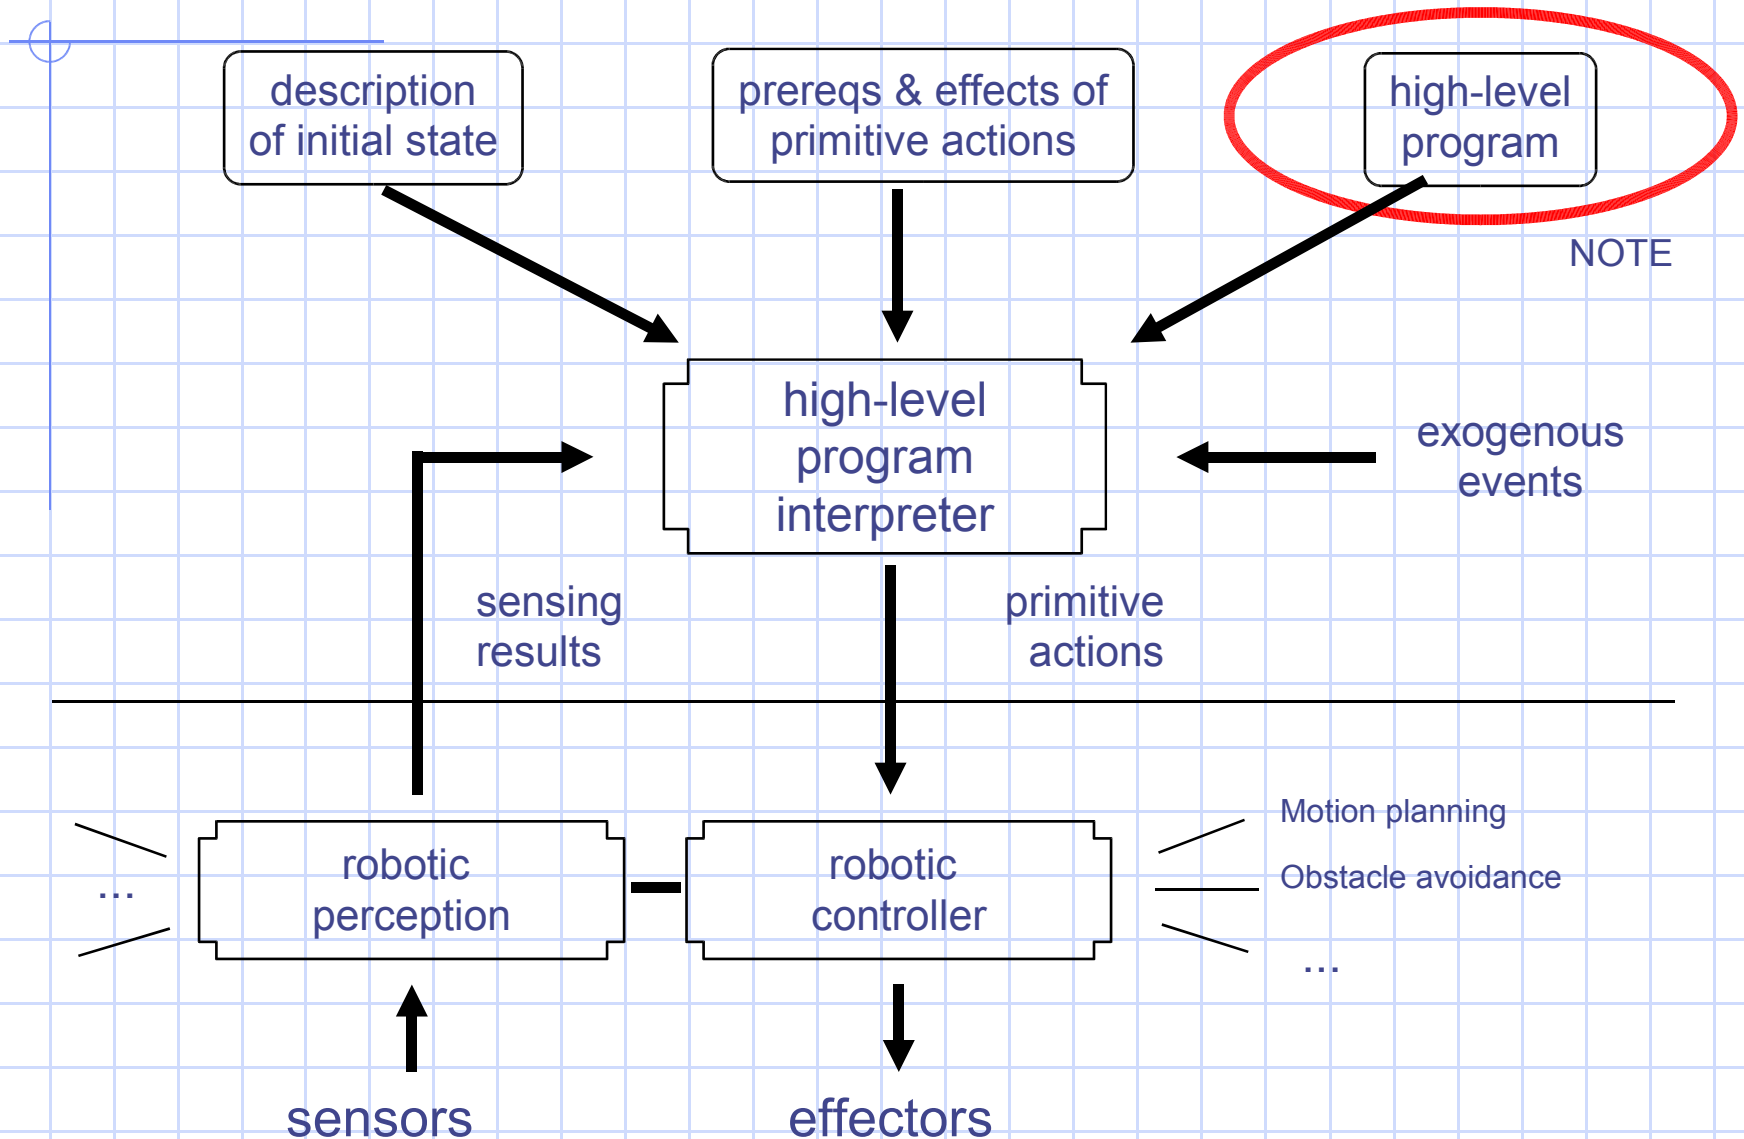 description
of initial state
prereqs & effects of
primitive actions
high-level
program
NOTE
high-level
program
interpreter
exogenous
events
sensing
results
primitive
actions
robotic
perception
robotic
controller
...
Motion planning
Obstacle avoidance
...
sensors
effectors